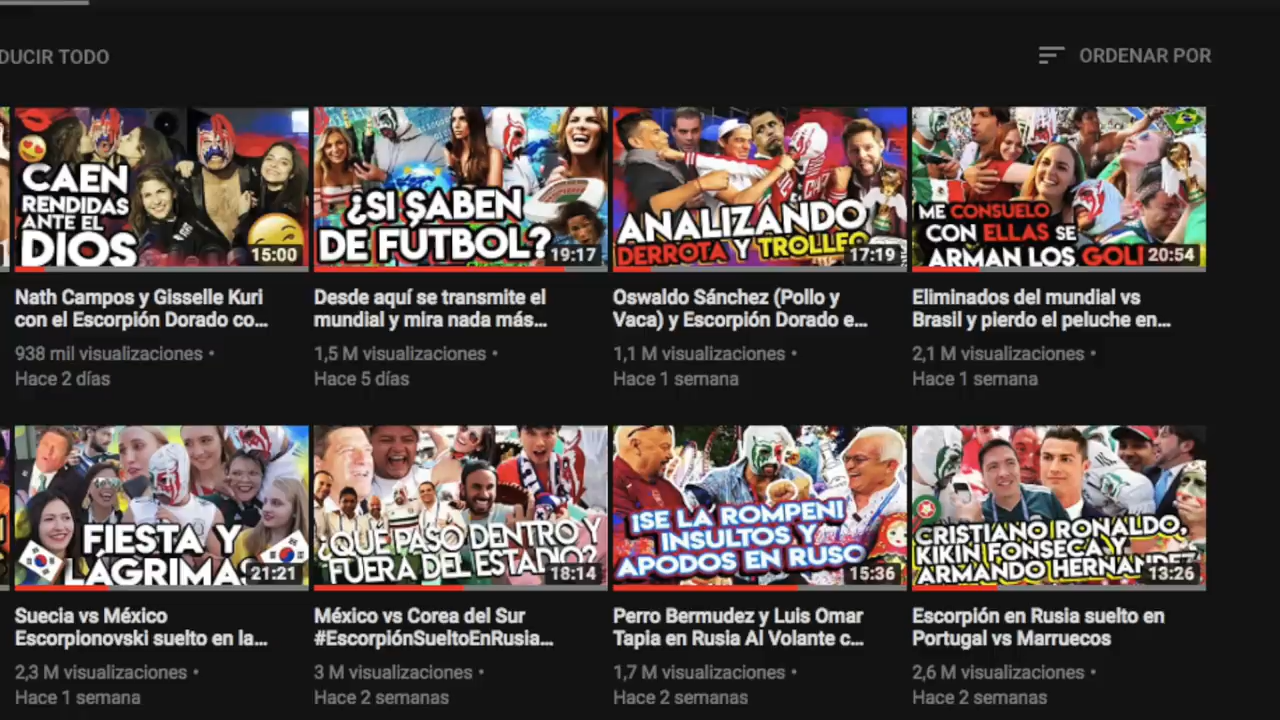 DUCIR TODO
ORDENAR POR
CAEN
RENDIDAS
ANTE EL
DIOS
15:00
¿SI SABEN
DE FÚTBOL?
19:17
ANALIZANDO
DERROTA Y TROLLEO
17:19
ME CONSUELO
CON ELLAS SE
ARMAN LOS GOLI
20:54
Nath Campos y Gisselle Kuri
con el Escorpión Dorado co...
938 mil visualizaciones •
Hace 2 días
Desde aquí se transmite el
mundial y mira nada más...
1,5 M visualizaciones •
Hace 5 días
Oswaldo Sánchez (Pollo y
Vaca) y Escorpión Dorado e...
1,1 M visualizaciones •
Hace 1 semana
Eliminados del mundial vs
Brasil y pierdo el peluche en...
2,1 M visualizaciones •
Hace 1 semana
FIESTA Y
LÁGRIMAS
21:21
¿QUÉ PASÓ DENTRO Y
FUERA DEL ESTADIO?
18:14
¡SE LA ROMPEN!
INSULTOS Y
APODOS EN RUSO
15:36
CRISTIANO RONALDO,
KIKIN FONSECA Y
ARMANDO HERNANDEZ
13:26
Suecia vs México
Escorpionovski suelto en la...
2,3 M visualizaciones •
Hace 1 semana
México vs Corea del Sur
#EscorpiónSueltoEnRusia...
3 M visualizaciones •
Hace 2 semanas
Perro Bermudez y Luis Omar
Tapia en Rusia Al Volante c...
1,7 M visualizaciones •
Hace 2 semanas
Escorpión en Rusia suelto en
Portugal vs Marruecos
2,6 M visualizaciones •
Hace 2 semanas